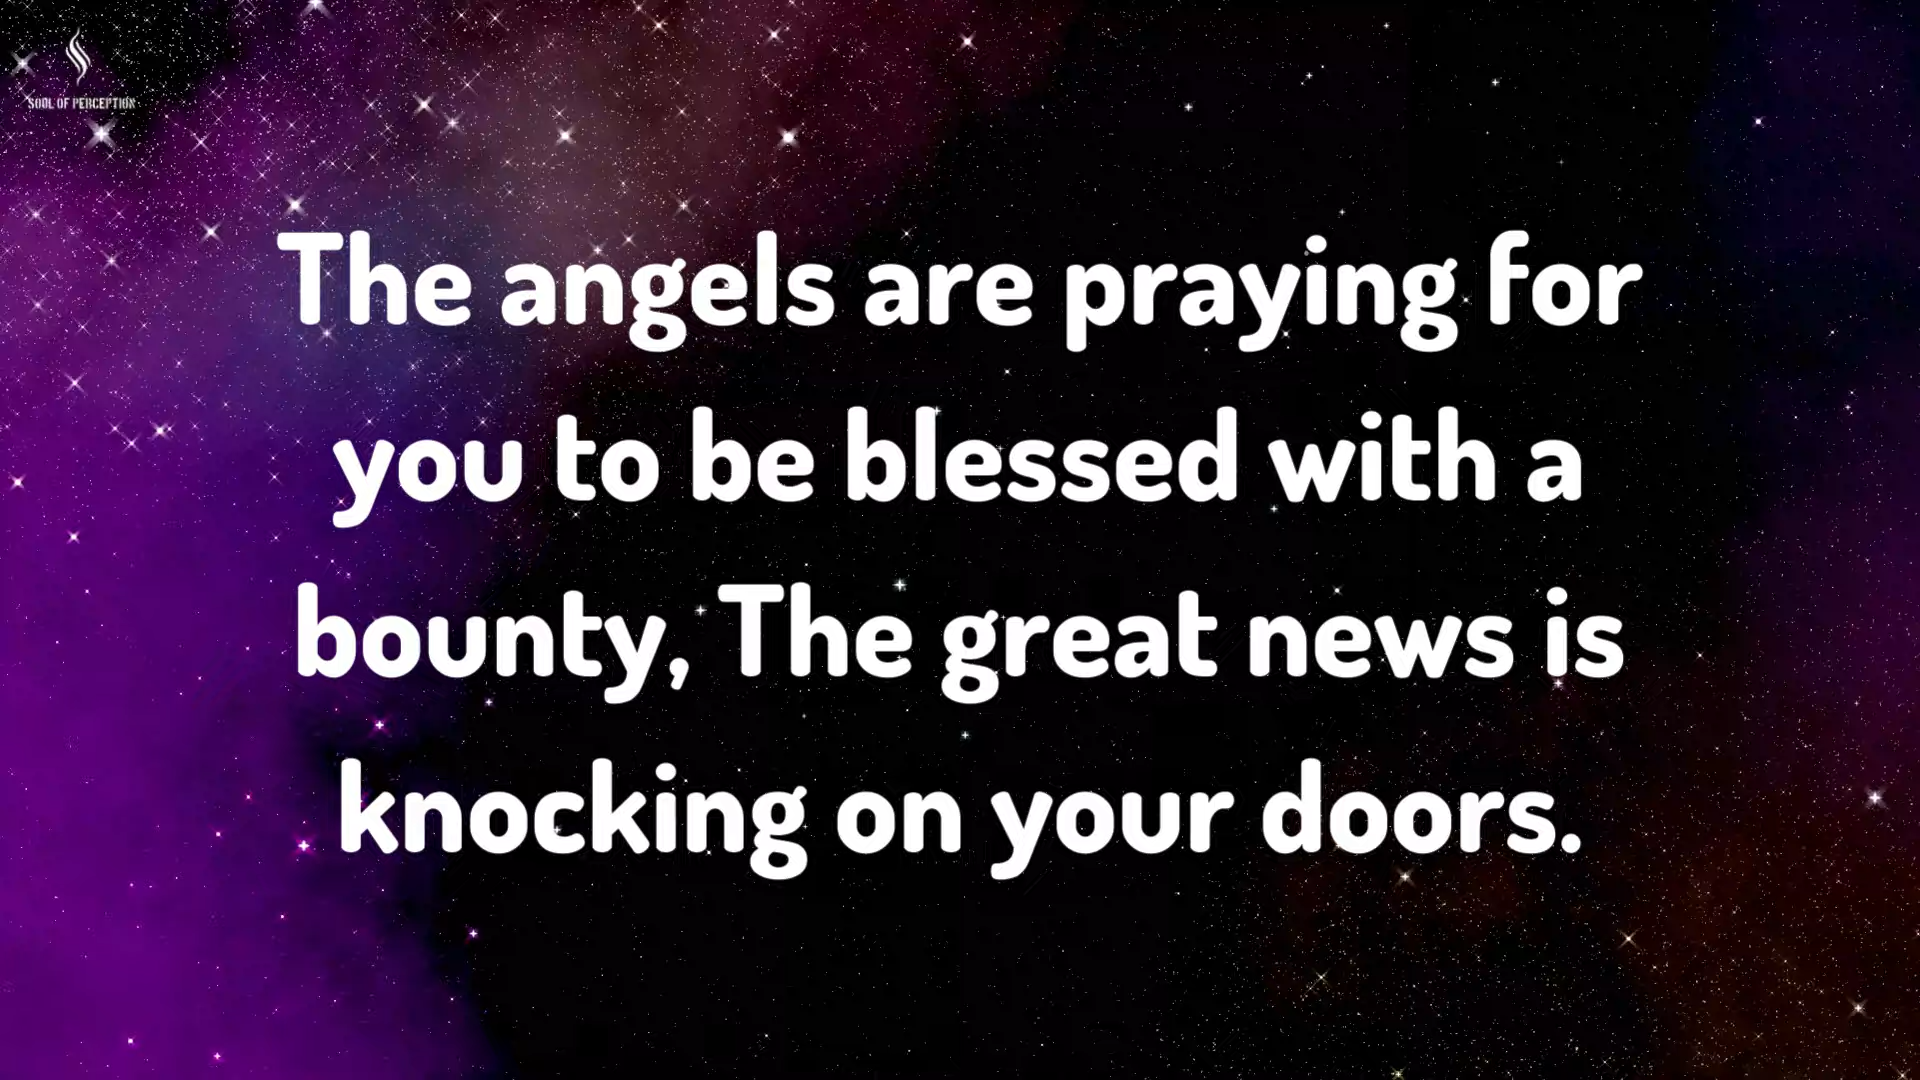 SOUL OF PERCEPTION
The angels are praying for
you to be blessed with a
bounty, The great news is
knocking on your doors.